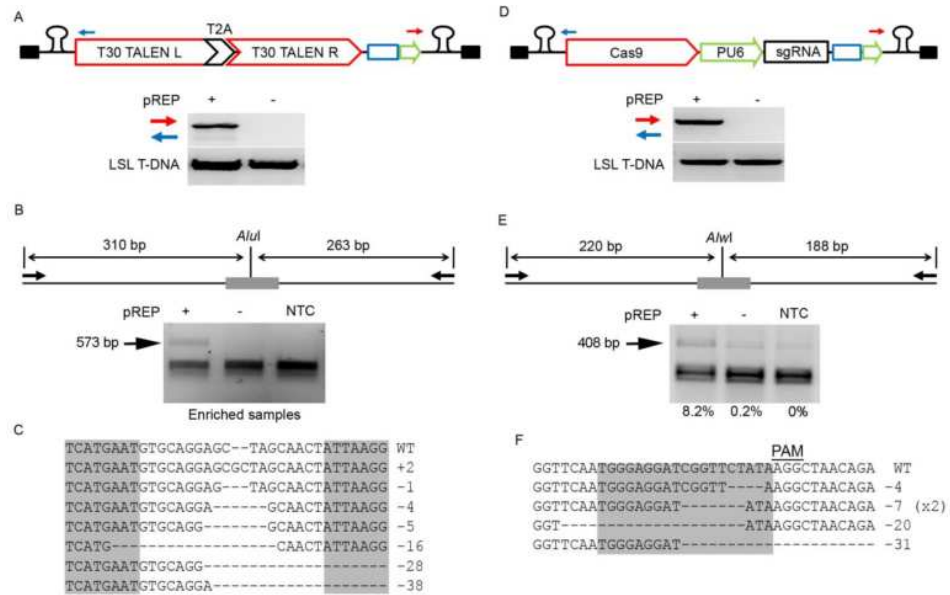 A
T2A
T30 TALEN L
T30 TALEN R
pREP + -
LSL T-DNA
B
310 bp
AluI
263 bp
pREP + - NTC
573 bp
Enriched samples
C
TCATGAATGTGCAGGAGC--TAGCAACTATTAAGG WT
TCATGAATGTGCAGGAGCGCTAGCAACTATTAAGG +2
TCATGAATGTGCAGGAG---TAGCAACTATTAAGG -1
TCATGAATGTGCAGGA------GCAACTATTAAGG -4
TCATGAATGTGCAGGA------GCAACTATTAAGG -5
TCATG------------------CAACTATTAAGG -16
TCATGAATGTGCAGG-------------------- -28
TCATGAATGTGCAGGA------------------- -38
D
Cas9
PU6
sgRNA
pREP + -
LSL T-DNA
E
220 bp
AlwI
188 bp
pREP + - NTC
408 bp
8.2% 0.2% 0%
F
PAM
GGTTCAATGGGAGGATCGGTTCTATAAGGCTAACAGA WT
GGTTCAATGGGAGGATCGGTT----AAGGCTAACAGA -4
GGTTCAATGGGAGGAT-------ATAAGGCTAACAGA -7 (x2)
GGT--------------------ATAAGGCTAACAGA -20
GGTTCAATGGGAGGAT--------------------- -31